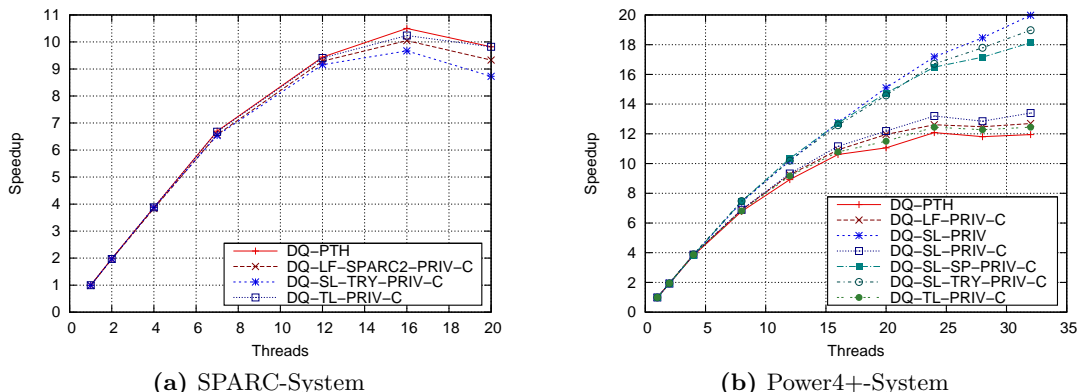 11
10
9
8
7
6
5
4
3
2
1
0
Speedup
0 2 4 6 8 10 12 14 16 18 20
Threads
DQ-PTH
DQ-LF-SPARC2-PRIV-C
DQ-SL-TRY-PRIV-C
DQ-TL-PRIV-C
(a) SPARC-System
20
18
16
14
12
10
8
6
4
2
0
Speedup
0 5 10 15 20 25 30 35
Threads
DQ-PTH
DQ-LF-PRIV-C
DQ-SL-PRIV
DQ-SL-PRIV-C
DQ-SL-SP-PRIV-C
DQ-SL-TRY-PRIV-C
DQ-TL-PRIV-C
(b) Power4+-System